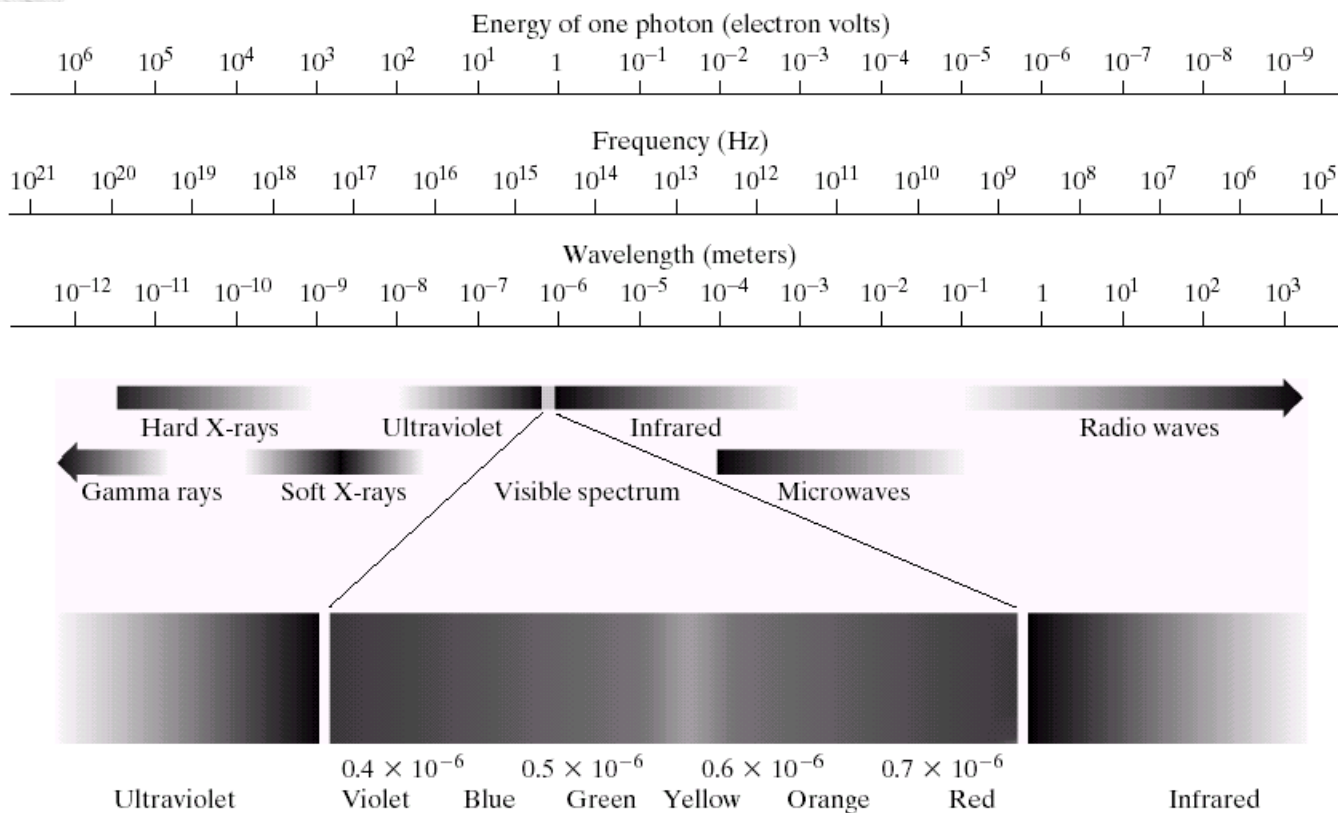 Energy of one photon (electron volts)
10⁶ 10⁵ 10⁴ 10³ 10² 10¹ 1 10⁻¹ 10⁻² 10⁻³ 10⁻⁴ 10⁻⁵ 10⁻⁶ 10⁻⁷ 10⁻⁸ 10⁻⁹
Frequency (Hz)
10²¹ 10²⁰ 10¹⁹ 10¹⁸ 10¹⁷ 10¹⁶ 10¹⁵ 10¹⁴ 10¹³ 10¹² 10¹¹ 10¹⁰ 10⁹ 10⁸ 10⁷ 10⁶ 10⁵
Wavelength (meters)
10⁻¹² 10⁻¹¹ 10⁻¹⁰ 10⁻⁹ 10⁻⁸ 10⁻⁷ 10⁻⁶ 10⁻⁵ 10⁻⁴ 10⁻³ 10⁻² 10⁻¹ 1 10¹ 10² 10³
Hard X-rays Ultraviolet Infrared Radio waves
Gamma rays Soft X-rays Visible spectrum Microwaves
0.4 × 10⁻⁶ 0.5 × 10⁻⁶ 0.6 × 10⁻⁶ 0.7 × 10⁻⁶
Ultraviolet Violet Blue Green Yellow Orange Red Infrared